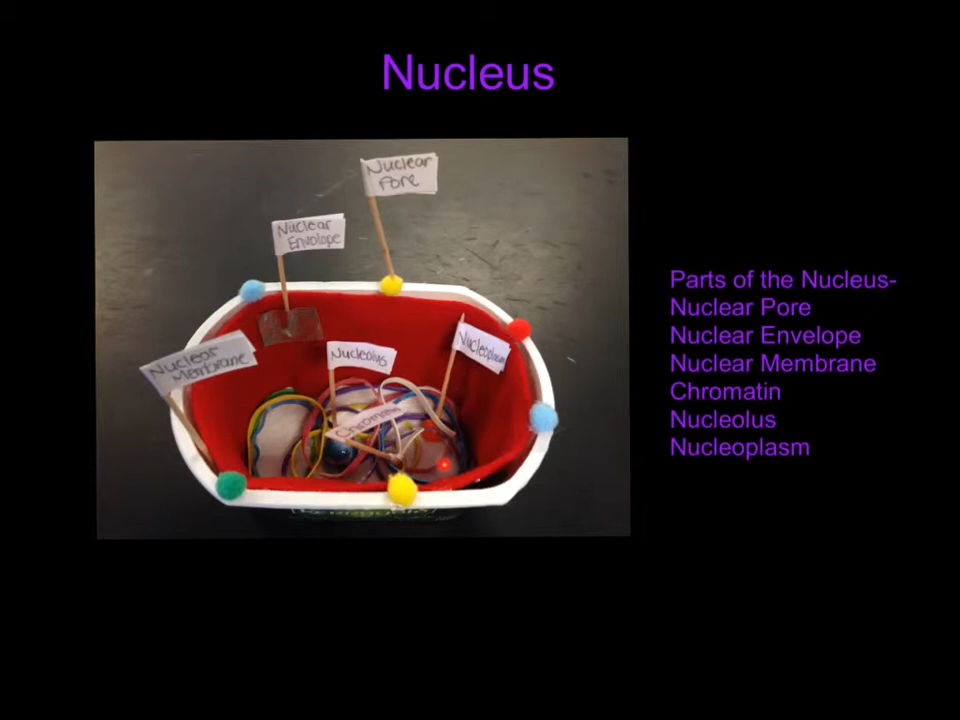 Nucleus
Nuclear
Pore
Nuclear
Envolope
Nuclear
Membrane
Nucleolus
Nucleoplasm
Chromatin
Parts of the Nucleus-
Nuclear Pore
Nuclear Envelope
Nuclear Membrane
Chromatin
Nucleolus
Nucleoplasm